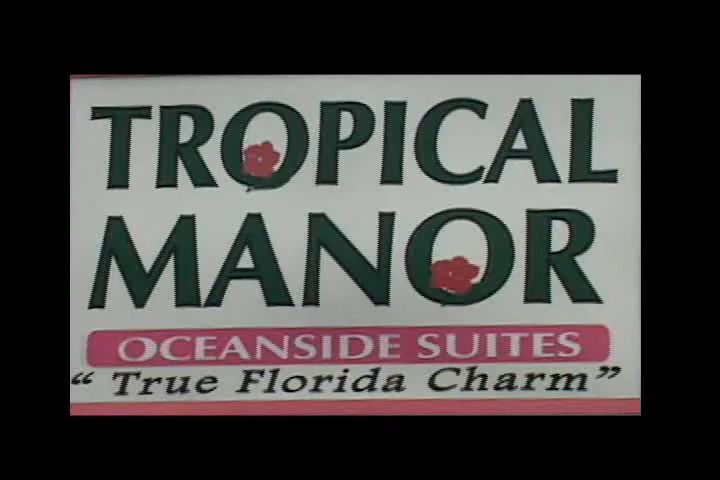 TROPICAL
MANOR
OCEANSIDE SUITES
“True Florida Charm”